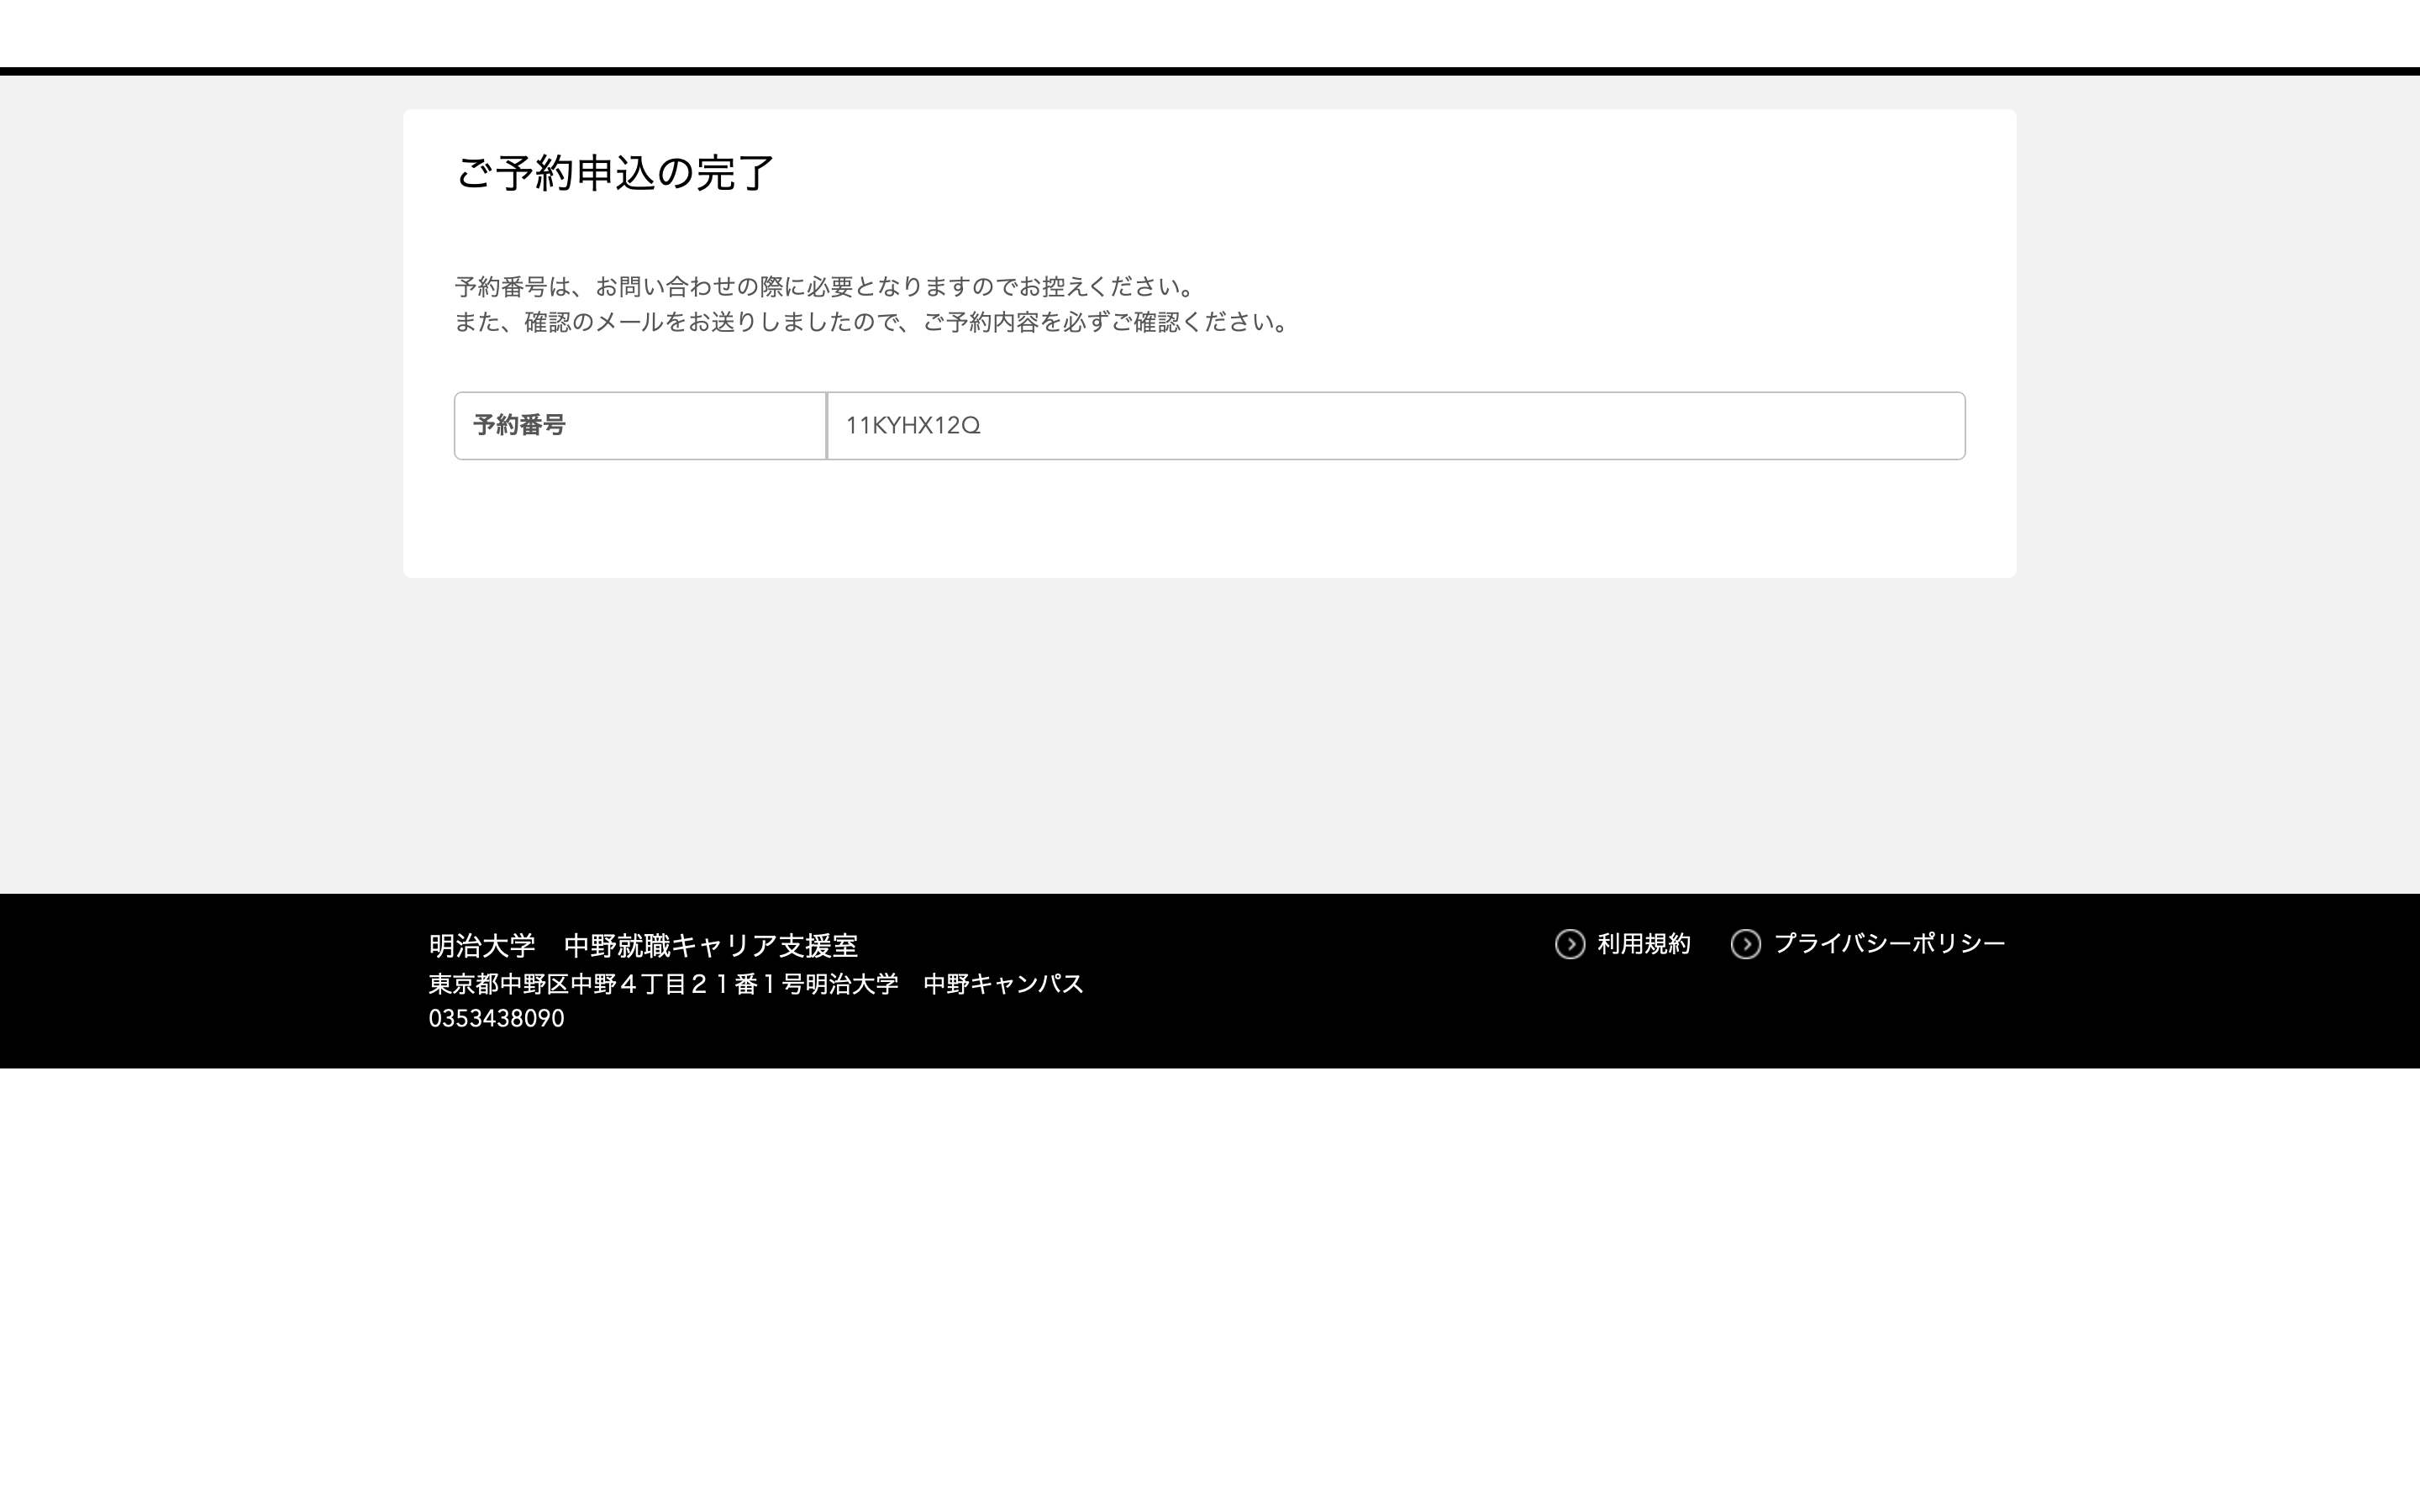 ご予約申込の完了
予約番号は、お問い合わせの際に必要となりますのでお控えください。
また、確認のメールをお送りしましたので、ご予約内容を必ずご確認ください。
予約番号 11KYHX12Q
明治大学　中野就職キャリア支援室
利用規約 プライバシーポリシー
東京都中野区中野４丁目２１番１号明治大学　中野キャンパス
0353438090